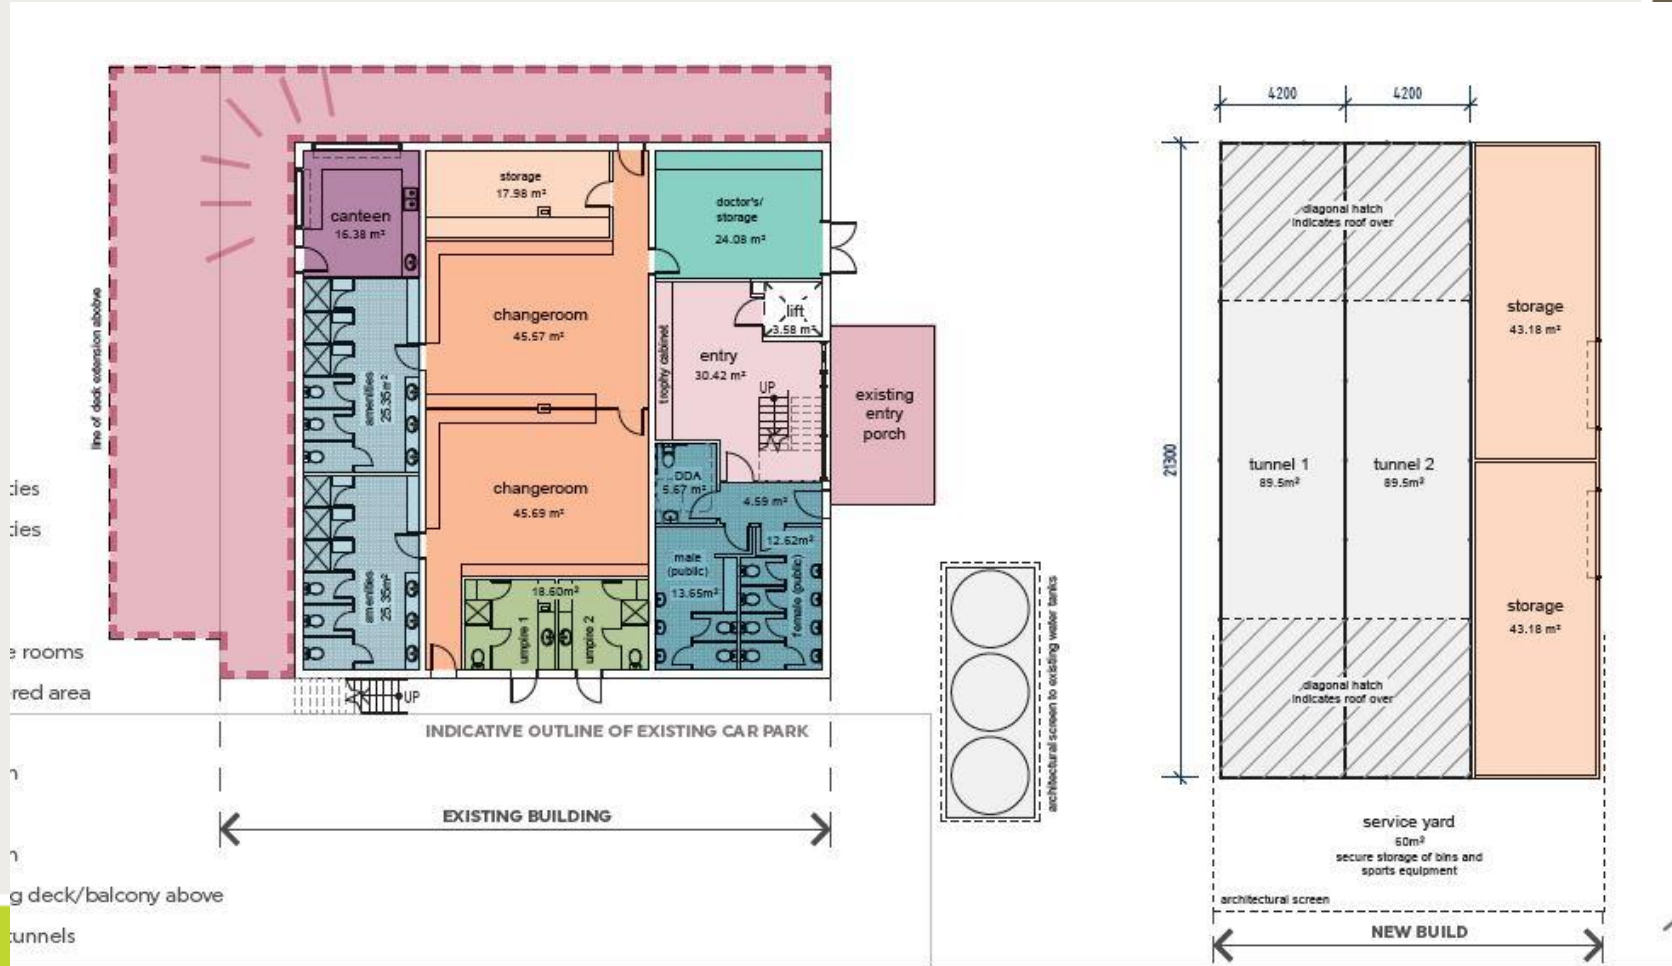 4200
4200
storage
17.98 m²
canteen
16.38 m²
doctor's/
storage
24.08 m²
diagonal hatch
indicates roof over
changeroom
45.57 m²
lift
3.58 m²
line of deck extension abobve
trophy cabinet
entry
30.42 m²
UP
existing
entry
porch
amenities
25.35m²
storage
43.18 m²
21300
tunnel 1
89.5m²
tunnel 2
89.5m²
changeroom
45.69 m²
DDA
5.67 m²
4.59 m²
12.62m²
male
(public)
13.65m²
female (public)
amenities
25.35m²
18.60m²
umpire 1
umpire 2
storage
43.18 m²
architectural screen to existing water tanks
ties
ties
e rooms
red area
UP
diagonal hatch
indicates roof over
INDICATIVE OUTLINE OF EXISTING CAR PARK
n
EXISTING BUILDING
service yard
60m²
secure storage of bins and
sports equipment
n
g deck/balcony above
architectural screen
tunnels
NEW BUILD